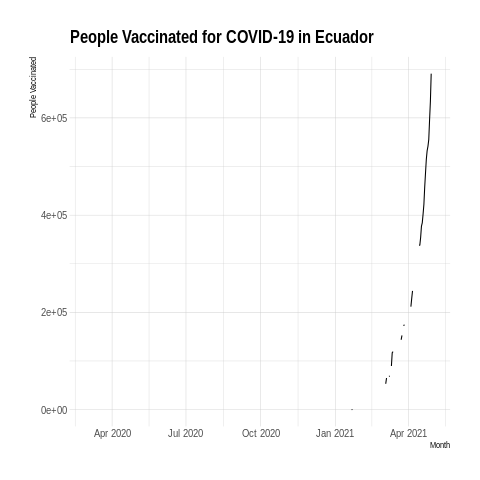 People Vaccinated for COVID-19 in Ecuador
People Vaccinated
6e+05
4e+05
2e+05
0e+00
Apr 2020 Jul 2020 Oct 2020 Jan 2021 Apr 2021
Month